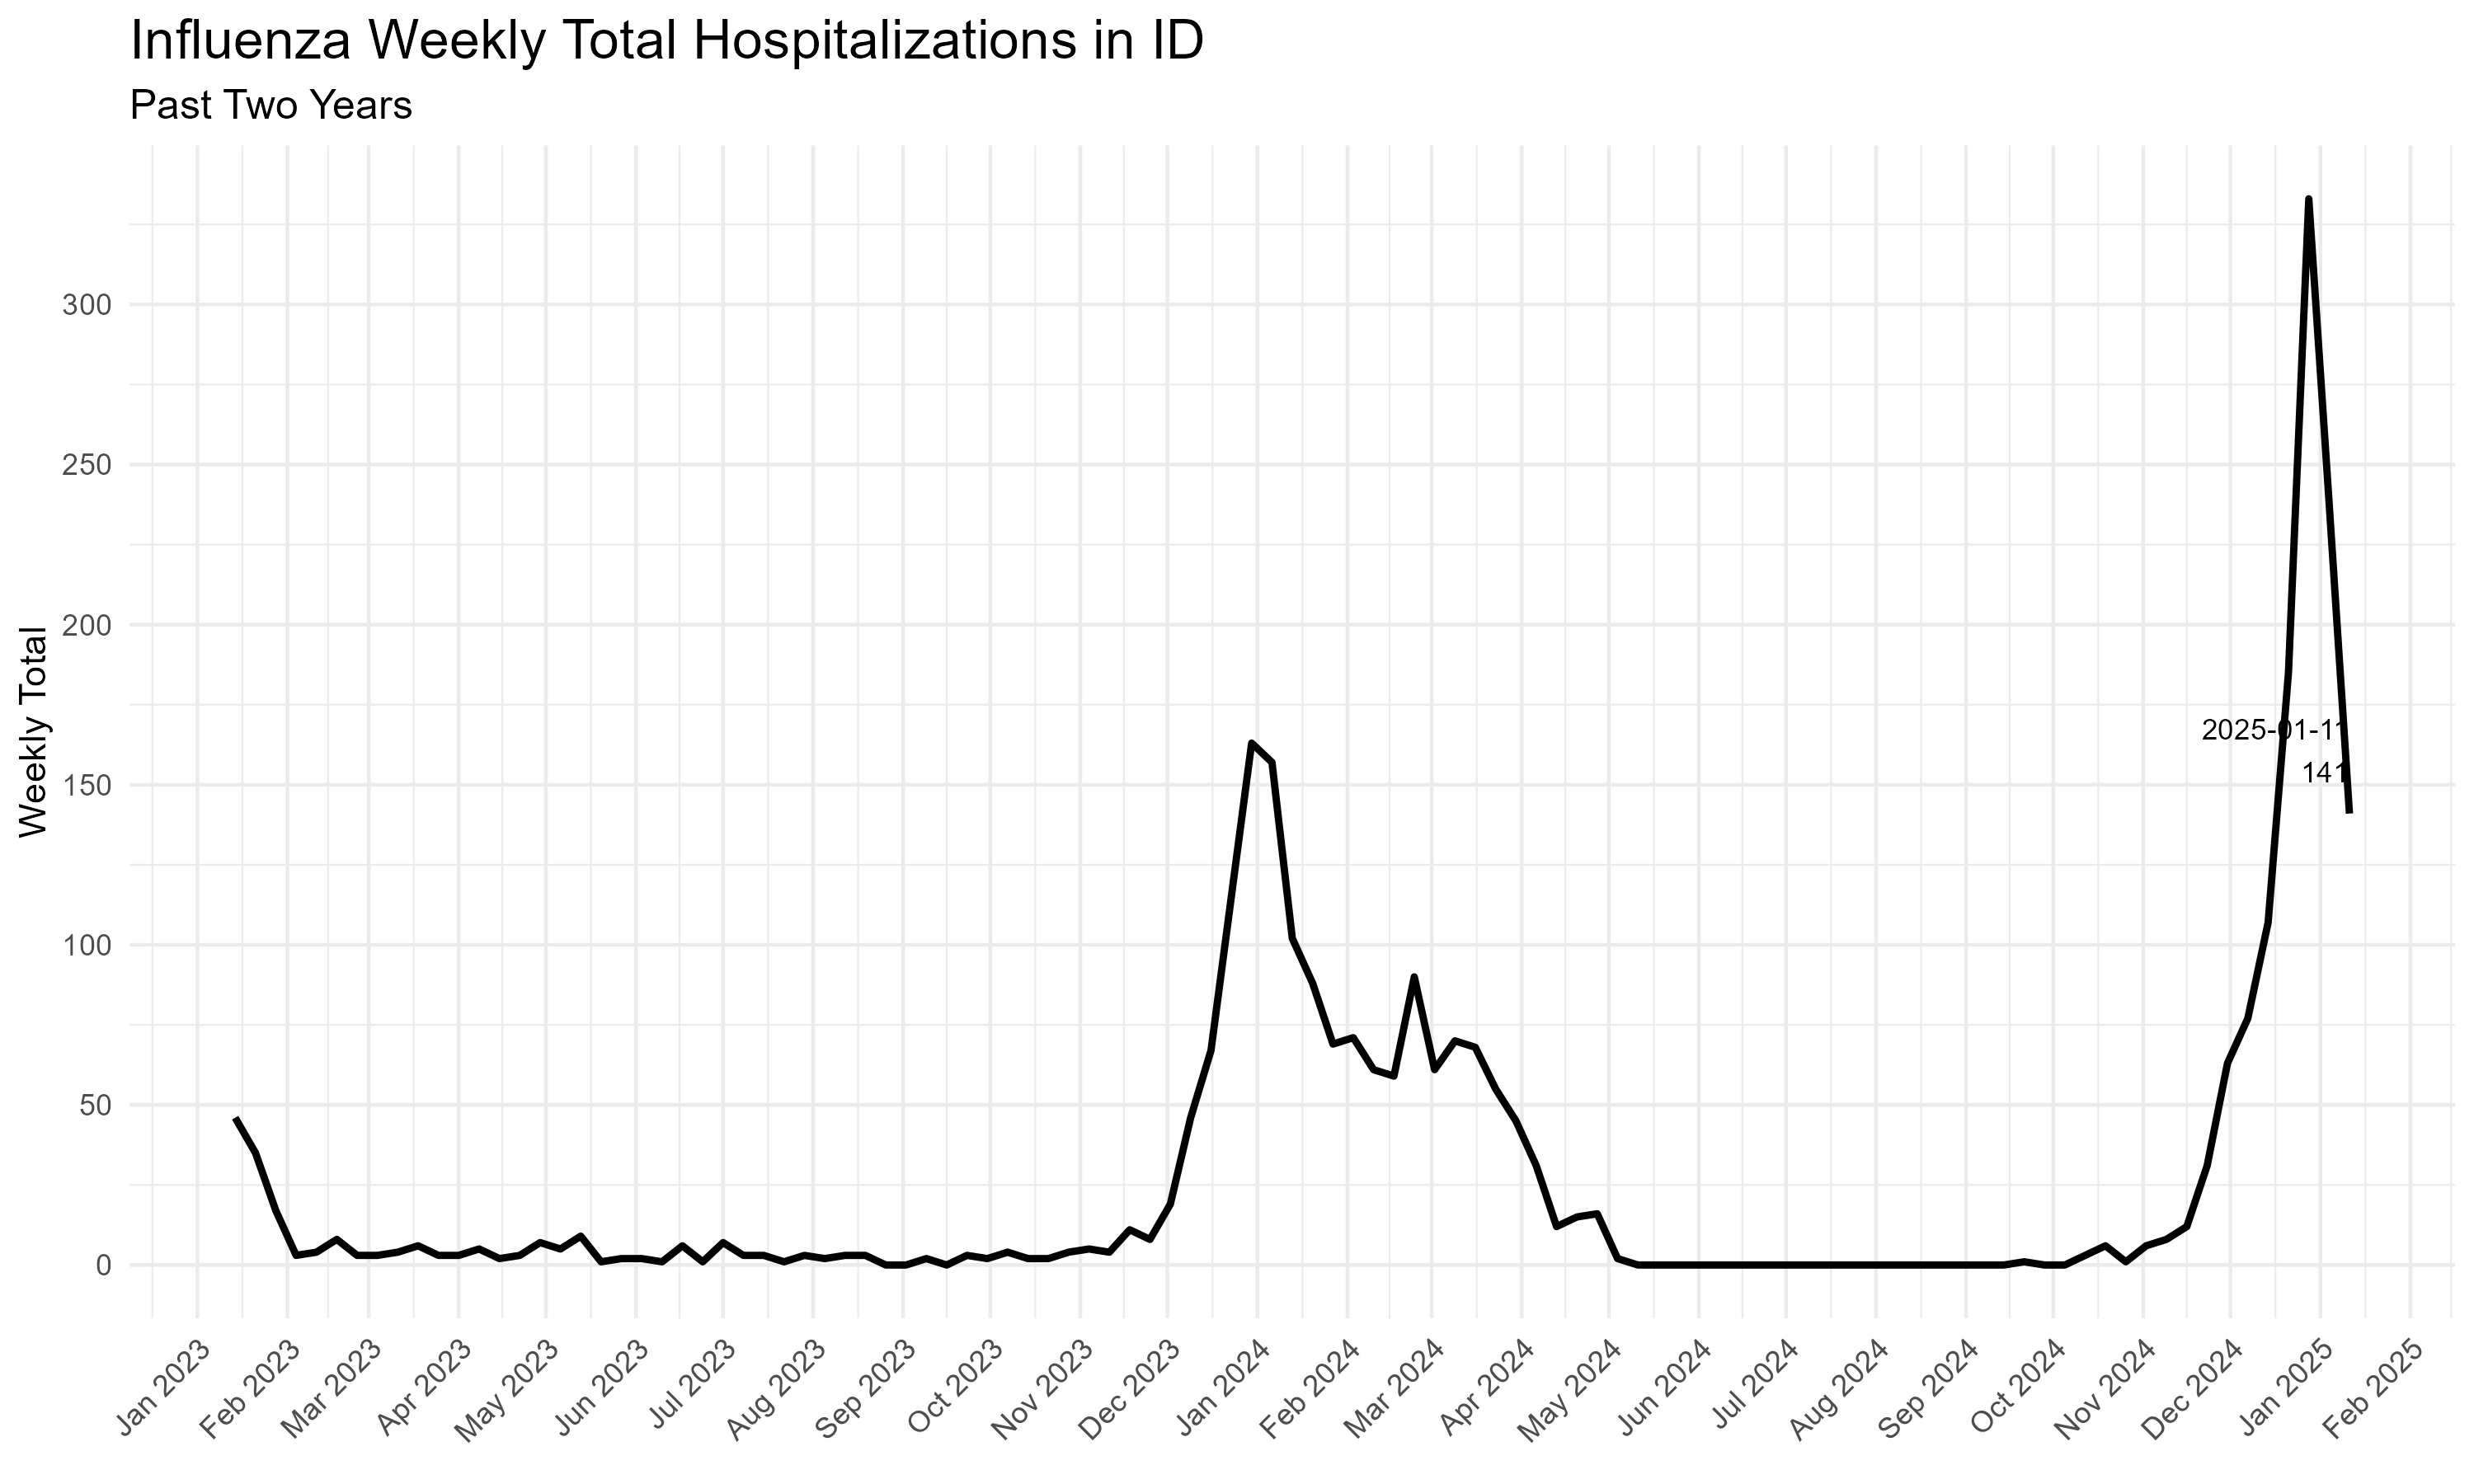 Influenza Weekly Total Hospitalizations in ID
Past Two Years
Weekly Total
300
250
200
150
100
50
0
2025-01-11
141
Jan 2023
Feb 2023
Mar 2023
Apr 2023
May 2023
Jun 2023
Jul 2023
Aug 2023
Sep 2023
Oct 2023
Nov 2023
Dec 2023
Jan 2024
Feb 2024
Mar 2024
Apr 2024
May 2024
Jun 2024
Jul 2024
Aug 2024
Sep 2024
Oct 2024
Nov 2024
Dec 2024
Jan 2025
Feb 2025